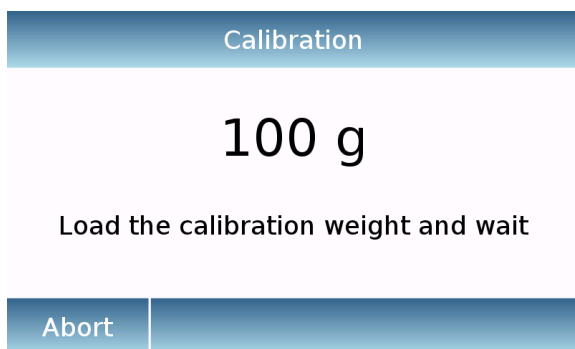 Calibration
100 g
Load the calibration weight and wait
Abort